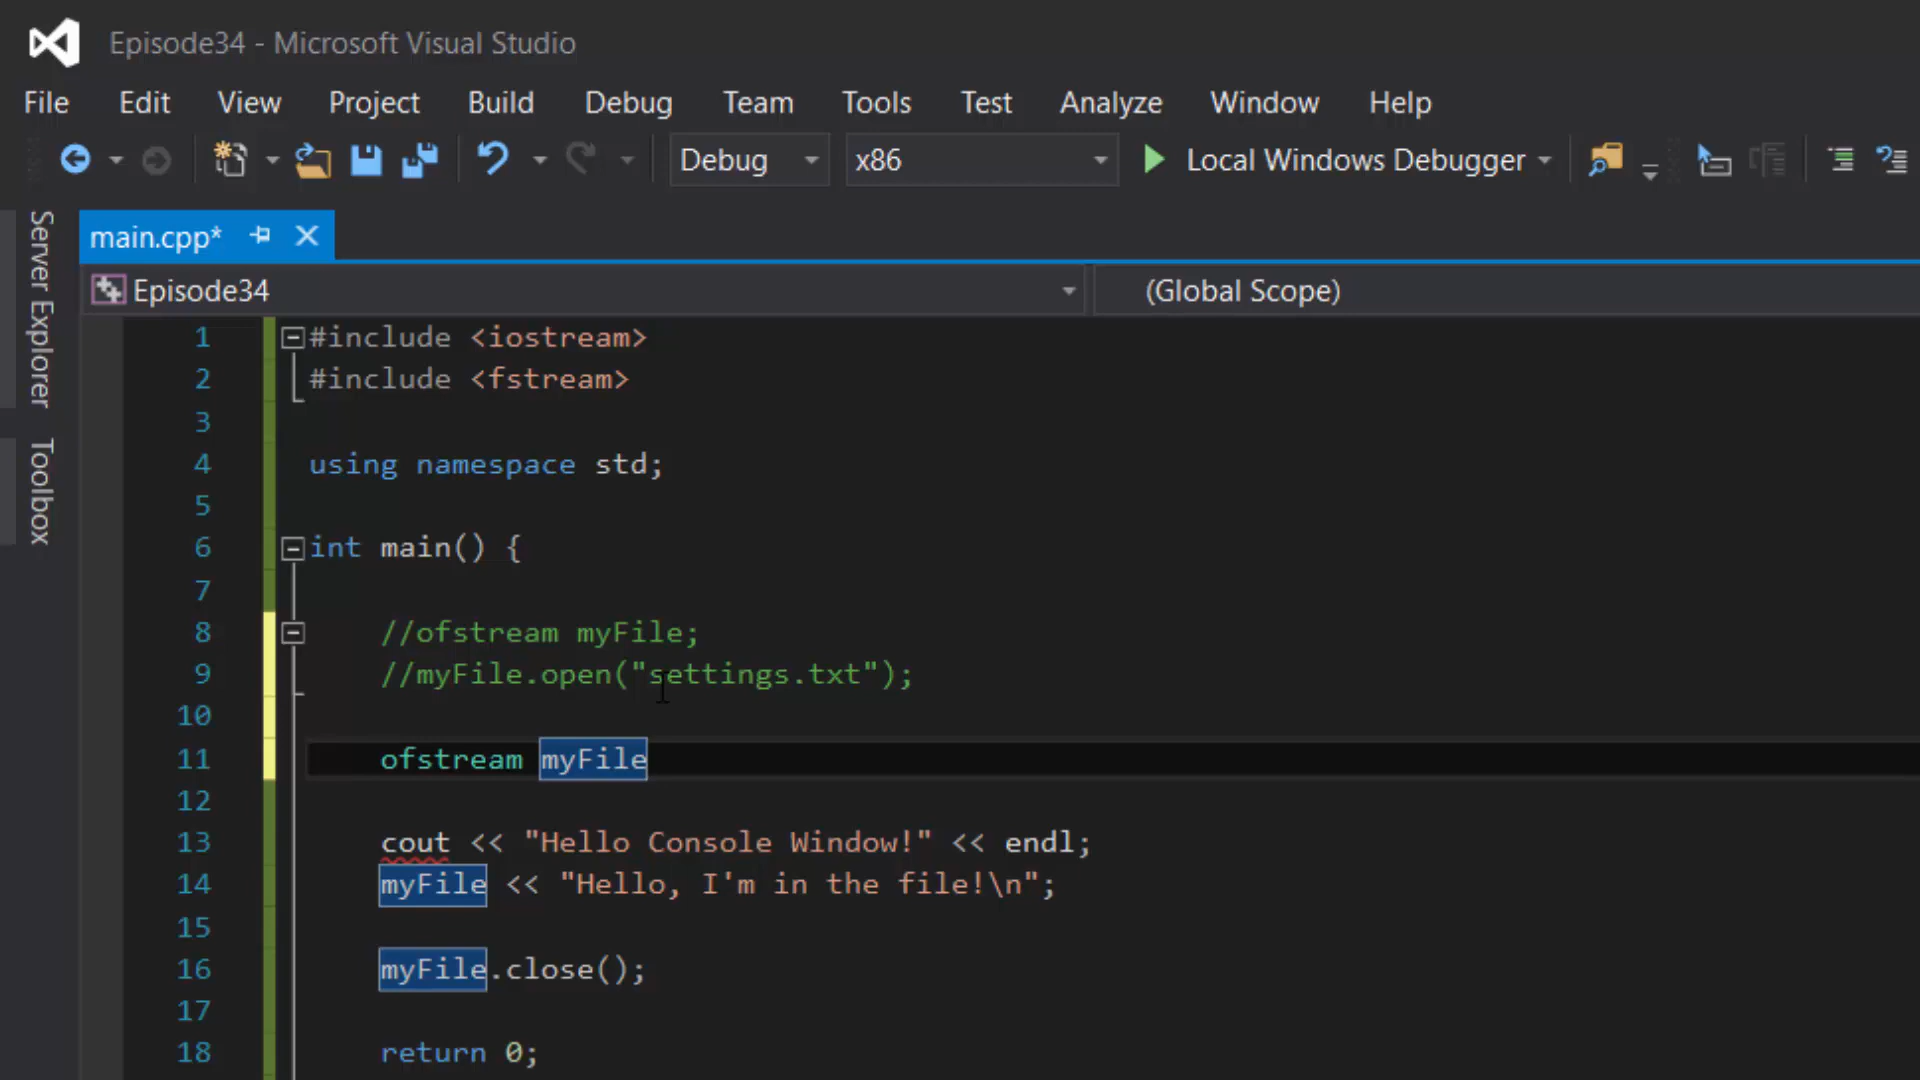 Episode34 - Microsoft Visual Studio
File Edit View Project Build Debug Team Tools Test Analyze Window Help
Debug x86 Local Windows Debugger
Server Explorer
Toolbox
main.cpp*
Episode34 (Global Scope)
1 #include <iostream>
2 #include <fstream>
3
4 using namespace std;
5
6 int main() {
7
8 //ofstream myFile;
9 //myFile.open("settings.txt");
10
11 ofstream myFile
12
13 cout << "Hello Console Window!" << endl;
14 myFile << "Hello, I'm in the file!\n";
15
16 myFile.close();
17
18 return 0;